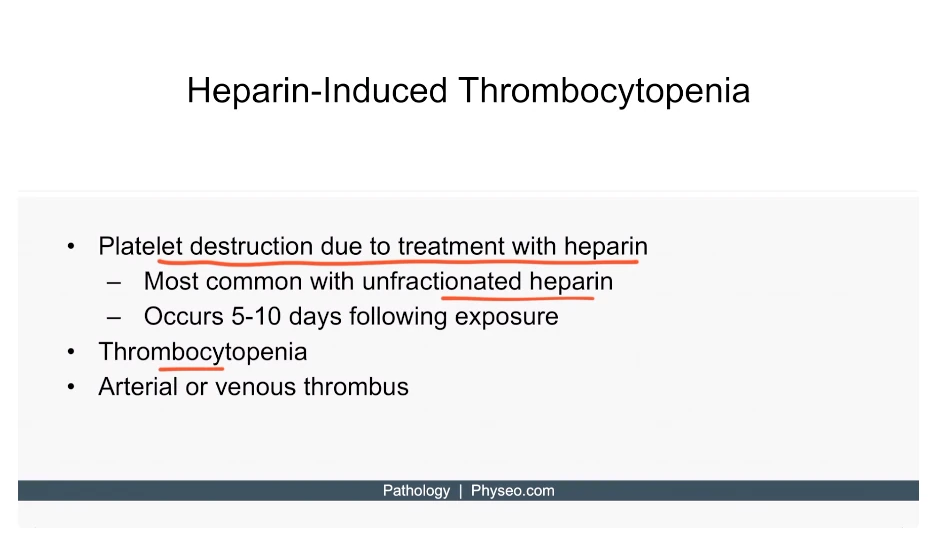 Heparin-Induced Thrombocytopenia
• Platelet destruction due to treatment with heparin
– Most common with unfractionated heparin
– Occurs 5-10 days following exposure
• Thrombocytopenia
• Arterial or venous thrombus
Pathology | Physeo.com